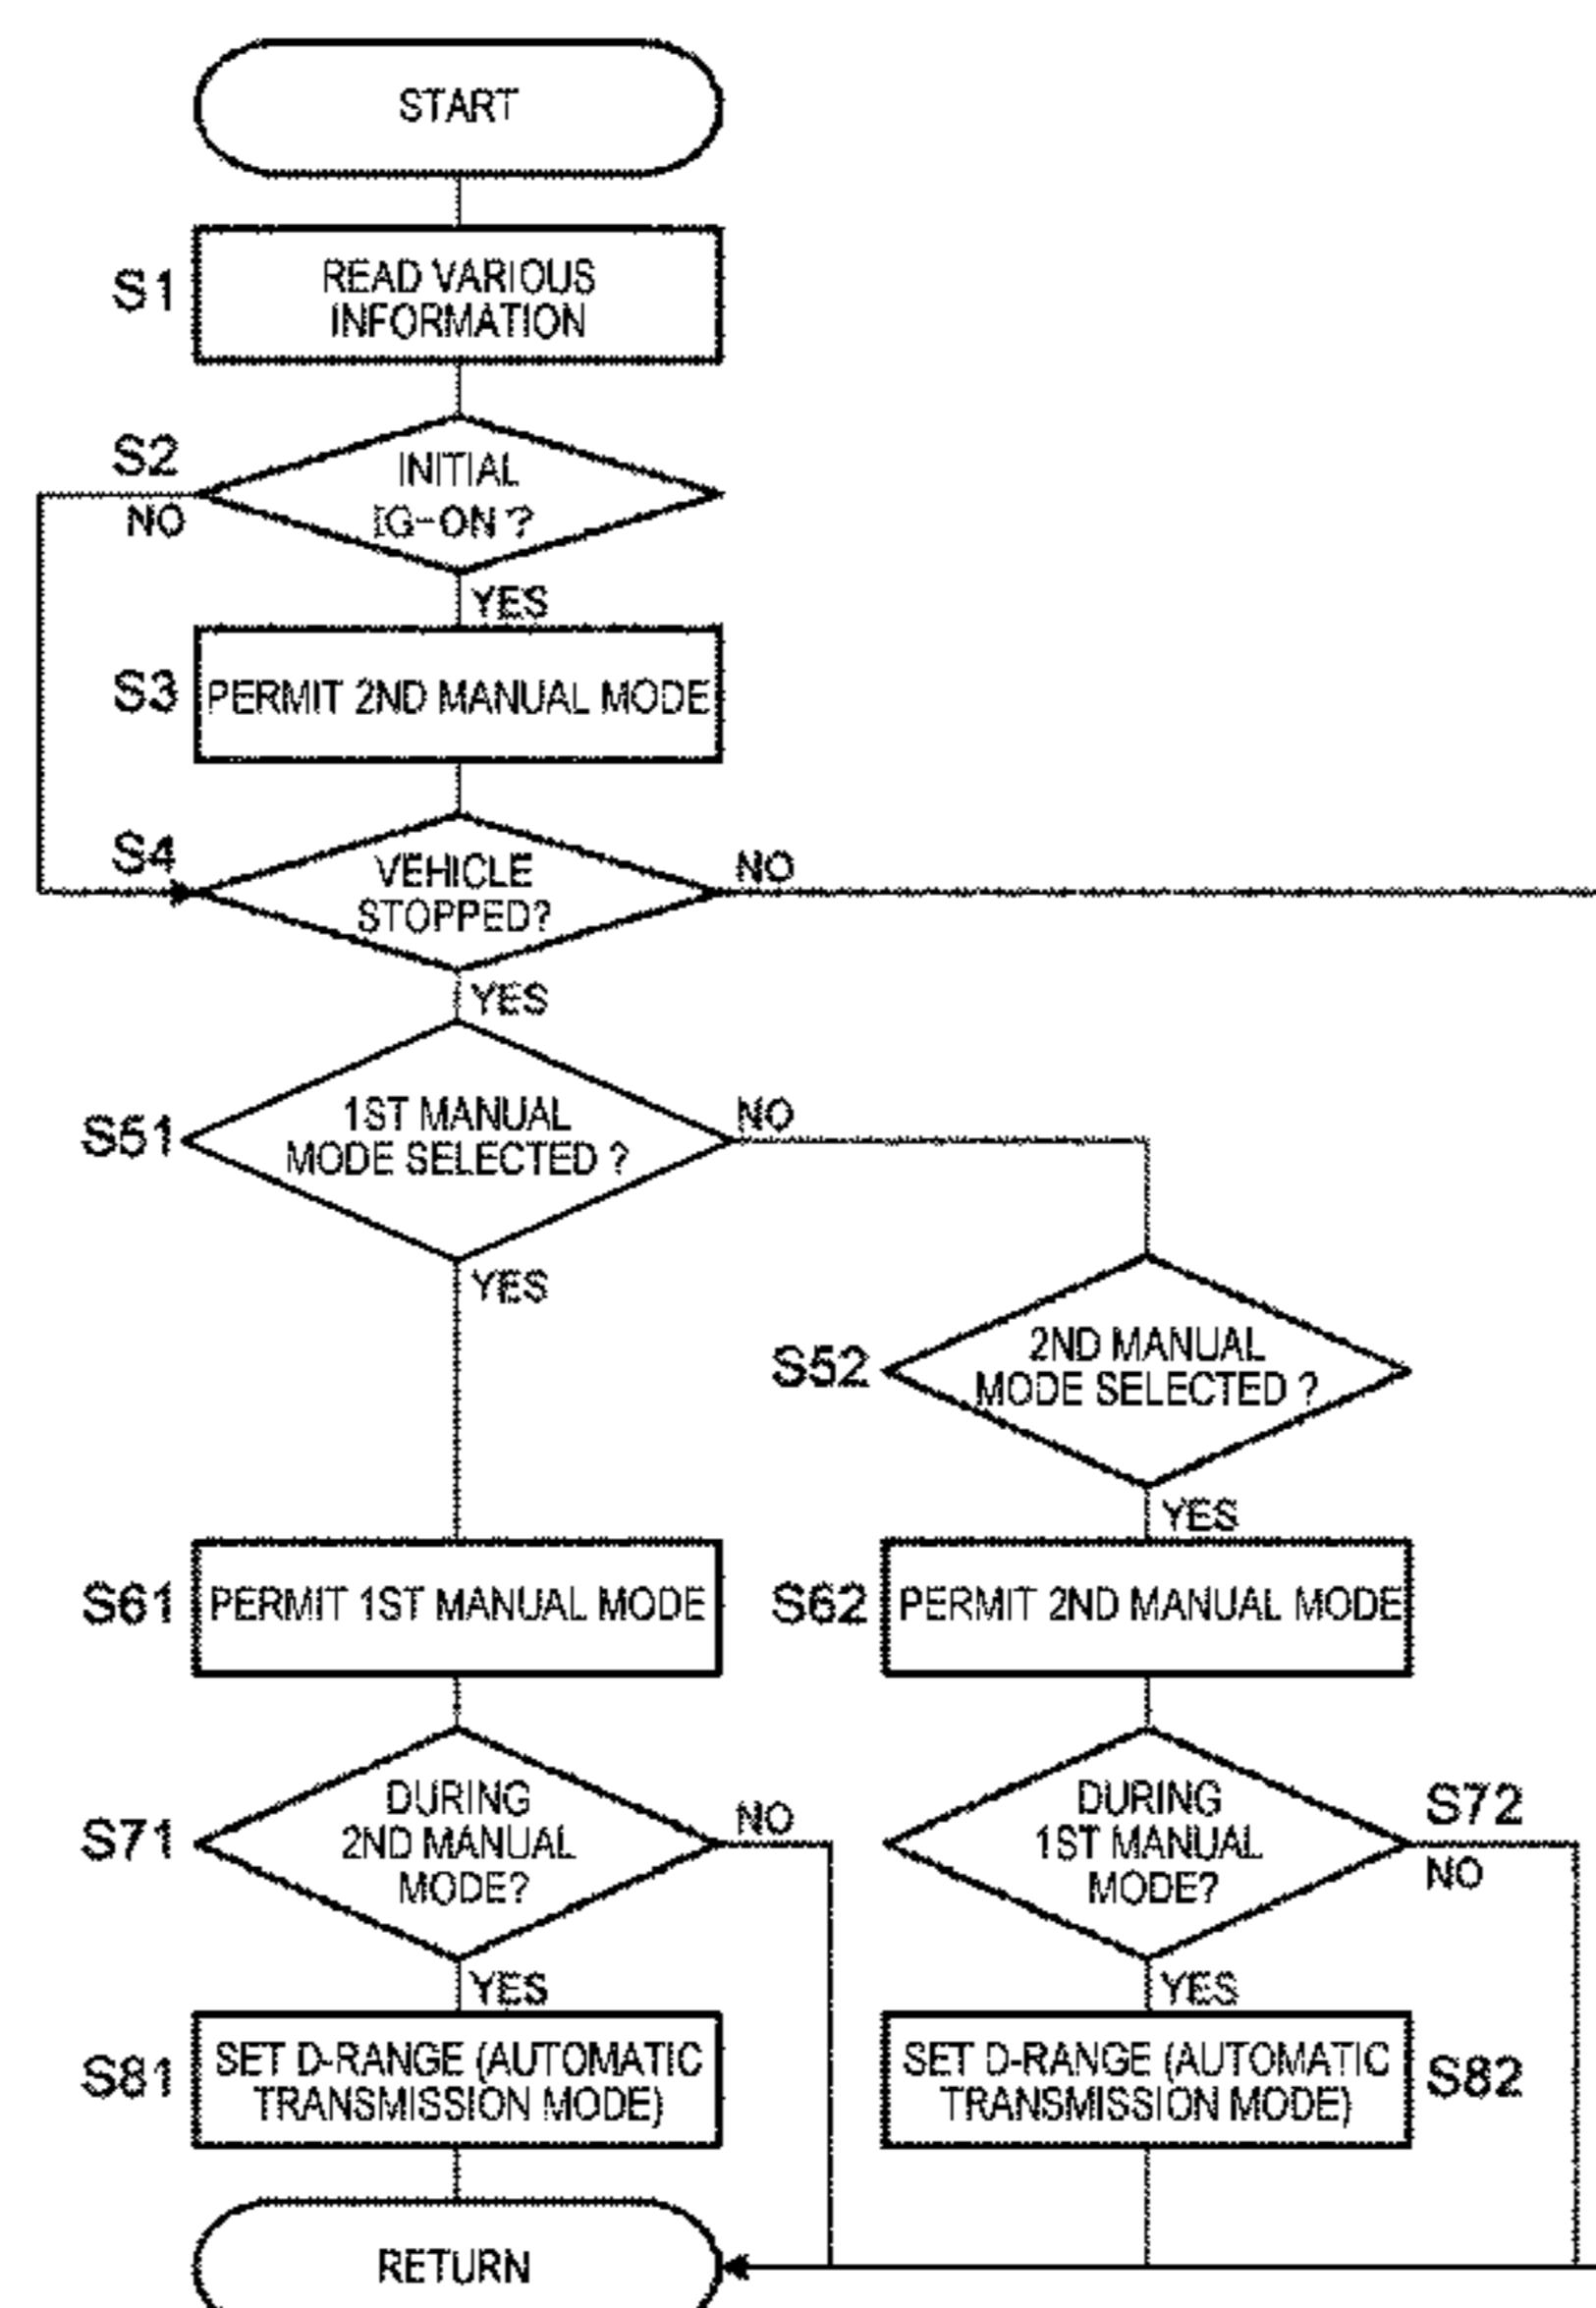 START
S1
READ VARIOUS
INFORMATION
S2
INITIAL
IG-ON ?
NO
YES
S3
PERMIT 2ND MANUAL MODE
S4
VEHICLE
STOPPED?
NO
YES
S51
1ST MANUAL
MODE SELECTED ?
NO
YES
S52
2ND MANUAL
MODE SELECTED ?
YES
S61
PERMIT 1ST MANUAL MODE
S62
PERMIT 2ND MANUAL MODE
S71
DURING
2ND MANUAL
MODE?
NO
YES
DURING
1ST MANUAL
MODE?
S72
NO
YES
S81
SET D-RANGE (AUTOMATIC
TRANSMISSION MODE)
SET D-RANGE (AUTOMATIC
TRANSMISSION MODE)
S82
RETURN